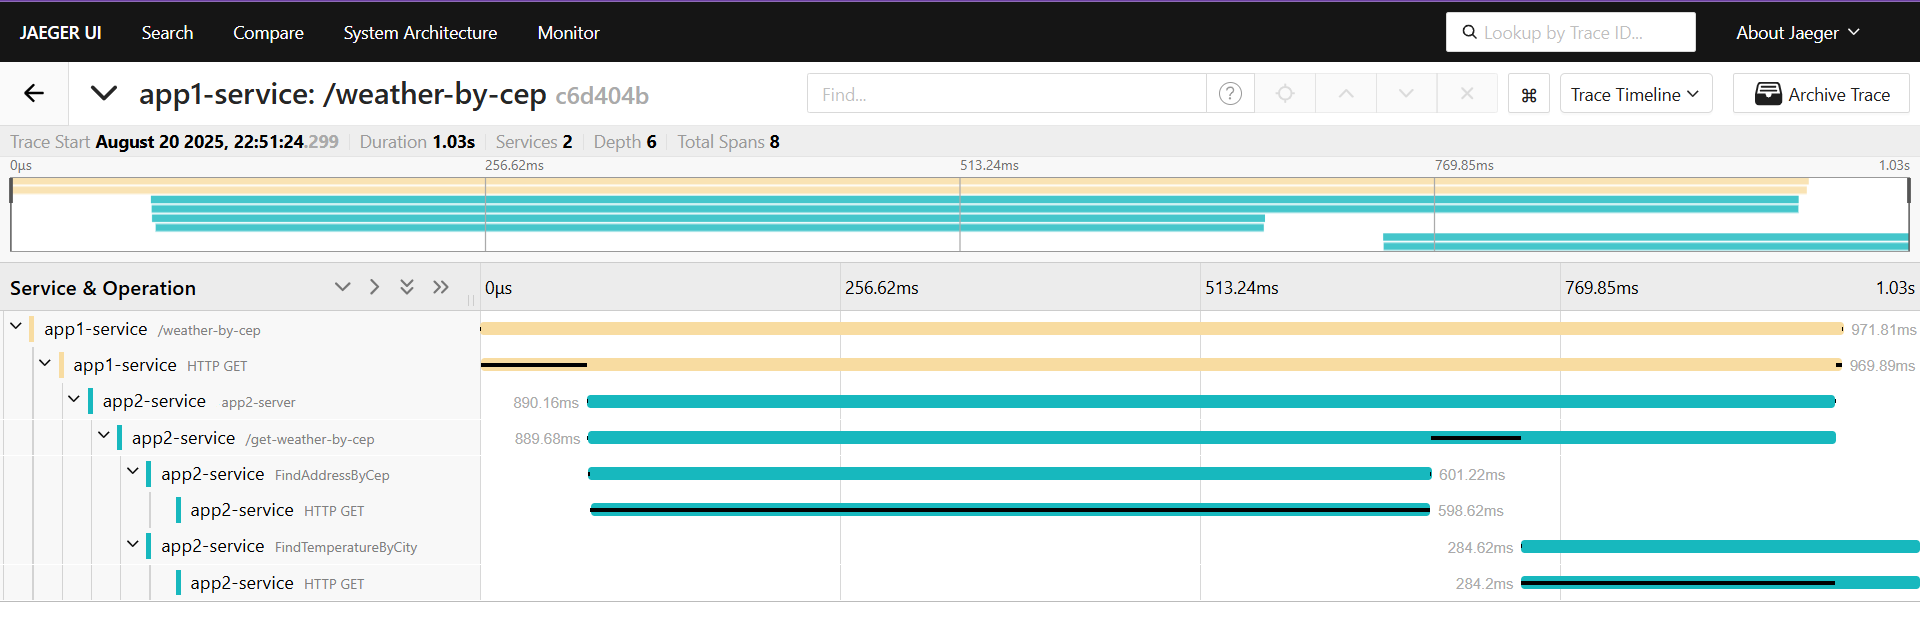 JAEGER UI Search Compare System Architecture Monitor Lookup by Trace ID... About Jaeger
app1-service: /weather-by-cep c6d404b Find... ? ⌘ Trace Timeline Archive Trace
Trace Start August 20 2025, 22:51:24.299 Duration 1.03s Services 2 Depth 6 Total Spans 8
0μs 256.62ms 513.24ms 769.85ms 1.03s
Service & Operation 0μs 256.62ms 513.24ms 769.85ms 1.03s
app1-service /weather-by-cep 971.81ms
app1-service HTTP GET 969.89ms
app2-service app2-server 890.16ms
app2-service /get-weather-by-cep 889.68ms
app2-service FindAddressByCep 601.22ms
app2-service HTTP GET 598.62ms
app2-service FindTemperatureByCity 284.62ms
app2-service HTTP GET 284.2ms